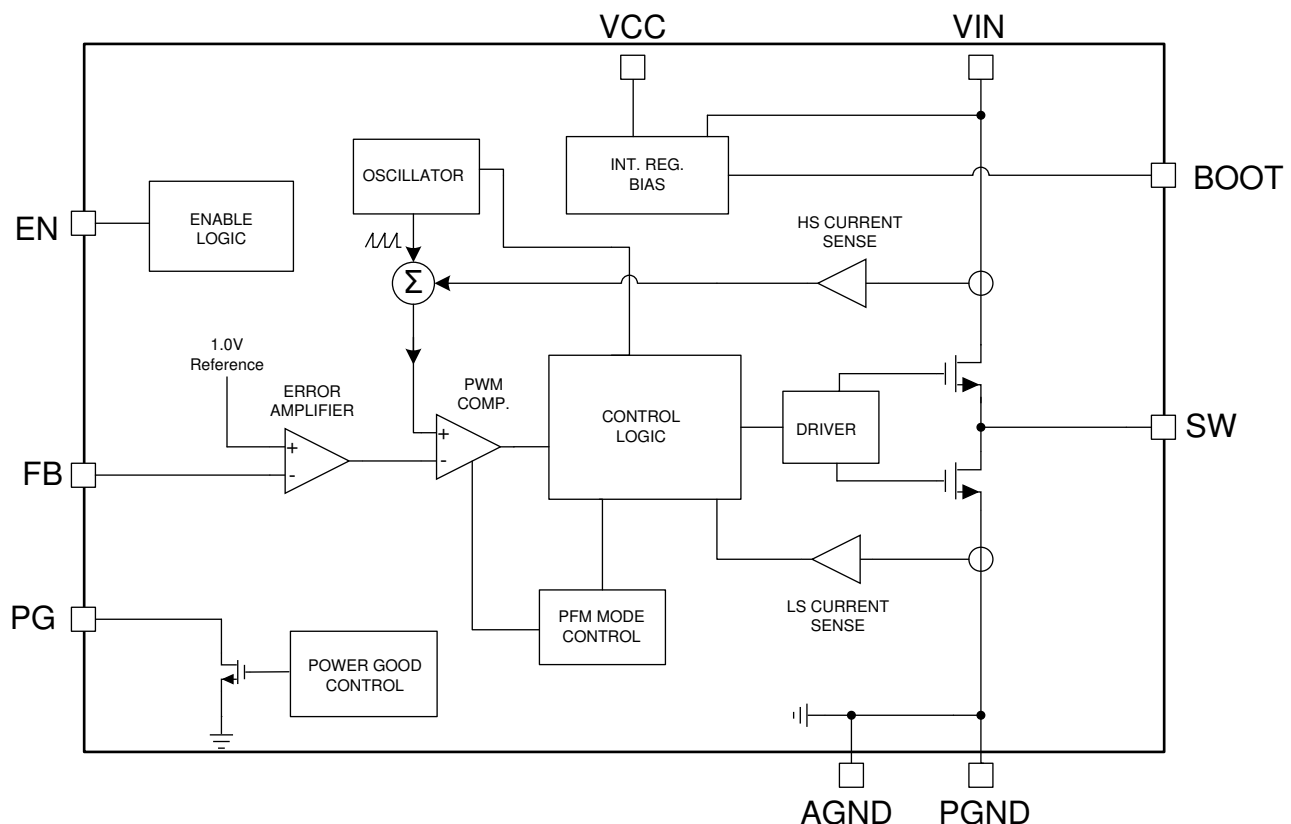 VCC
VIN
OSCILLATOR
INT. REG.
BIAS
BOOT
EN
ENABLE
LOGIC
HS CURRENT
SENSE
Σ
1.0V
Reference
ERROR
AMPLIFIER
PWM
COMP.
CONTROL
LOGIC
DRIVER
SW
+
-
+
-
FB
PG
POWER GOOD
CONTROL
PFM MODE
CONTROL
LS CURRENT
SENSE
AGND
PGND